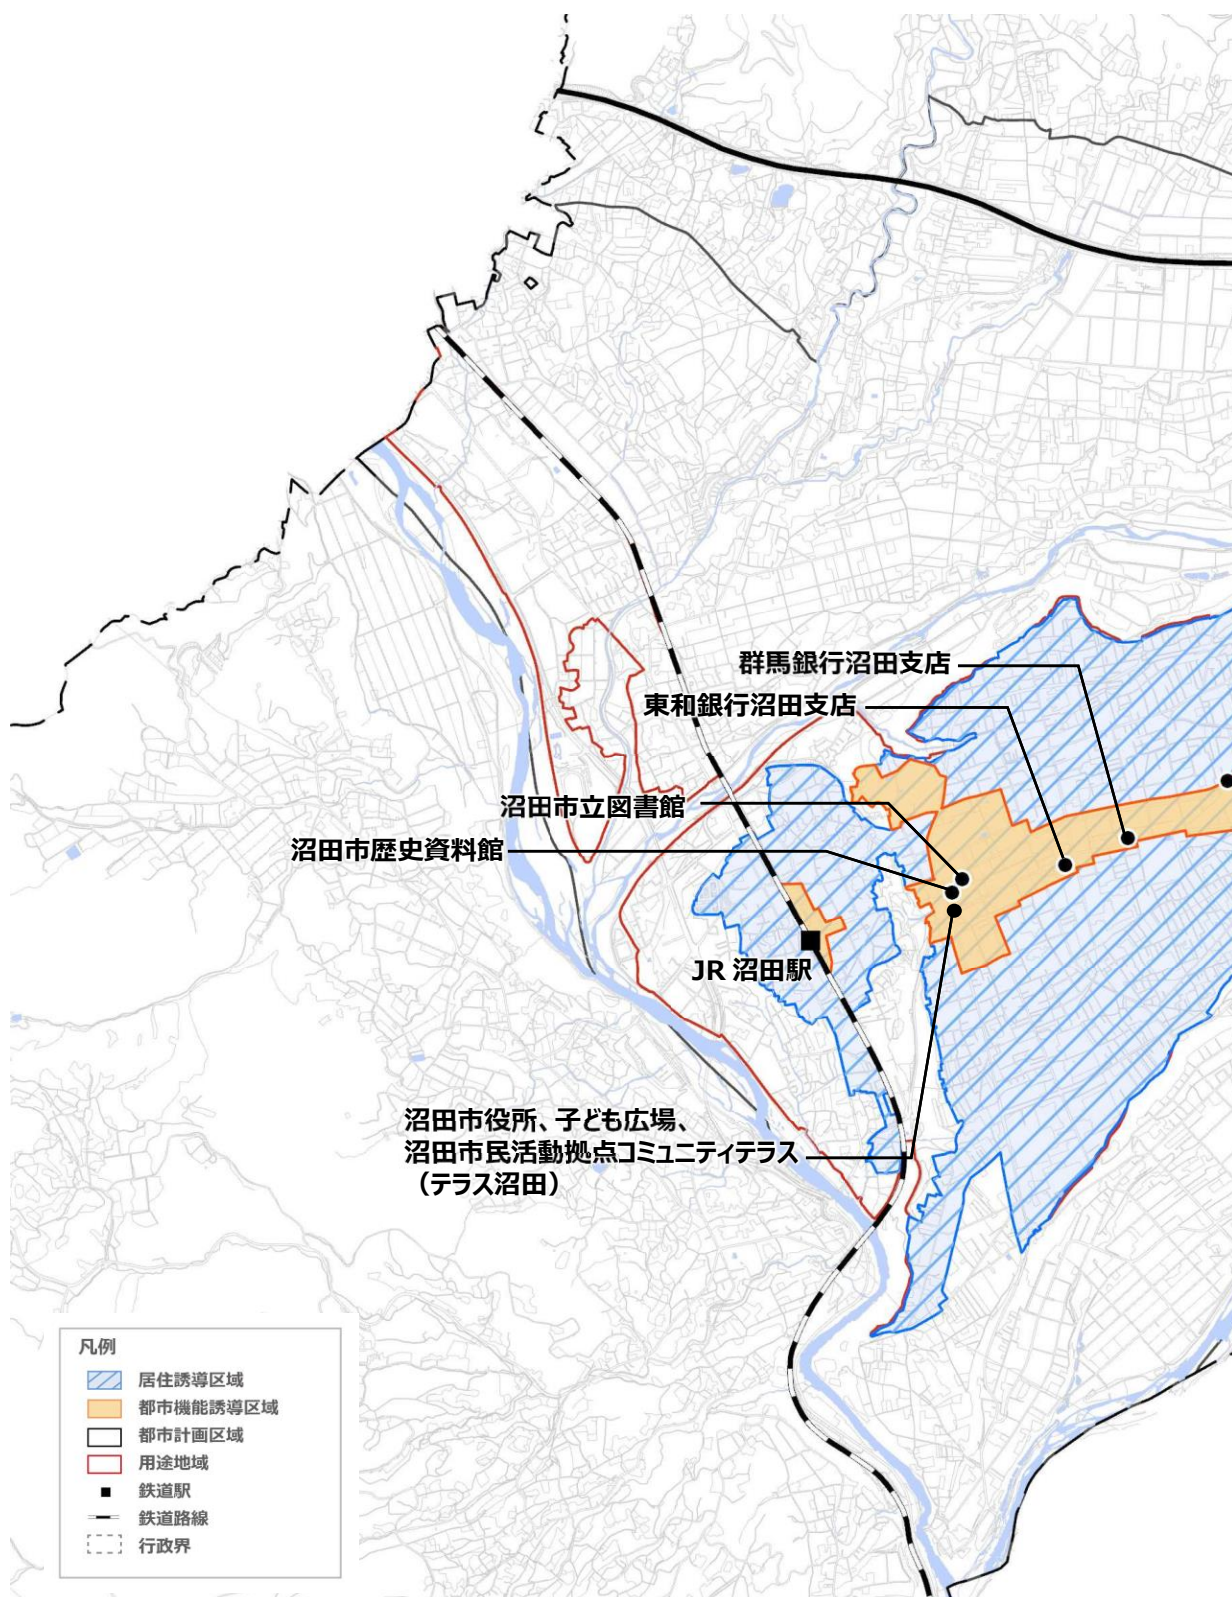 群馬銀行沼田支店
東和銀行沼田支店
沼田市立図書館
沼田市歴史資料館
JR 沼田駅
沼田市役所、子ども広場、
沼田市民活動拠点コミュニティテラス
（テラス沼田）
凡例
居住誘導区域
都市機能誘導区域
都市計画区域
用途地域
鉄道駅
鉄道路線
行政界